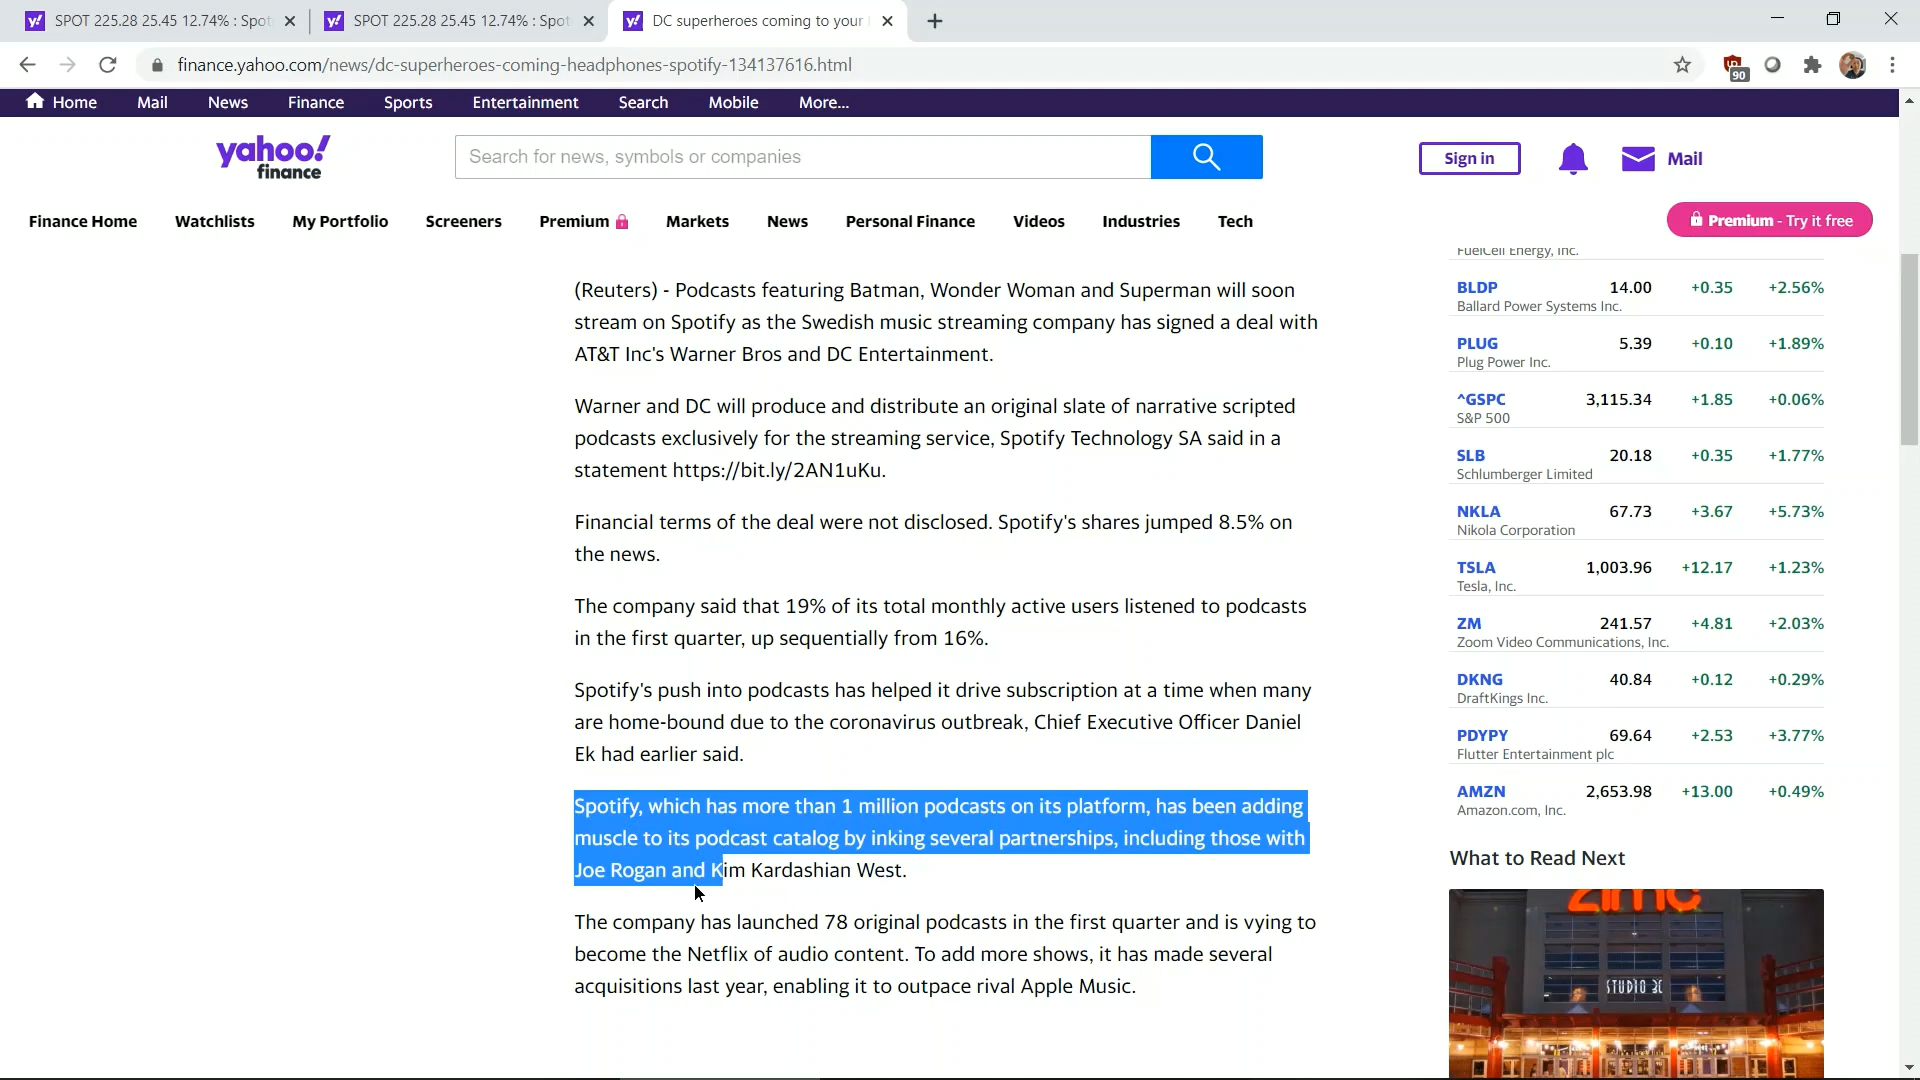 SPOT 225.28 25.45 12.74% : Spot
SPOT 225.28 25.45 12.74% : Spot
DC superheroes coming to your
finance.yahoo.com/news/dc-superheroes-coming-headphones-spotify-134137616.html
90
Home Mail News Finance Sports Entertainment Search Mobile More...
yahoo!
finance
Search for news, symbols or companies
Sign in
Mail
Finance Home Watchlists My Portfolio Screeners Premium Markets News Personal Finance Videos Industries Tech
Premium - Try it free
(Reuters) - Podcasts featuring Batman, Wonder Woman and Superman will soon
stream on Spotify as the Swedish music streaming company has signed a deal with
AT&T Inc's Warner Bros and DC Entertainment.
Warner and DC will produce and distribute an original slate of narrative scripted
podcasts exclusively for the streaming service, Spotify Technology SA said in a
statement https://bit.ly/2AN1uKu.
Financial terms of the deal were not disclosed. Spotify's shares jumped 8.5% on
the news.
The company said that 19% of its total monthly active users listened to podcasts
in the first quarter, up sequentially from 16%.
Spotify's push into podcasts has helped it drive subscription at a time when many
are home-bound due to the coronavirus outbreak, Chief Executive Officer Daniel
Ek had earlier said.
Spotify, which has more than 1 million podcasts on its platform, has been adding
muscle to its podcast catalog by inking several partnerships, including those with
Joe Rogan and Kim Kardashian West.
The company has launched 78 original podcasts in the first quarter and is vying to
become the Netflix of audio content. To add more shows, it has made several
acquisitions last year, enabling it to outpace rival Apple Music.
FuelCell Energy, Inc.
BLDP 14.00 +0.35 +2.56%
Ballard Power Systems Inc.
PLUG 5.39 +0.10 +1.89%
Plug Power Inc.
^GSPC 3,115.34 +1.85 +0.06%
S&P 500
SLB 20.18 +0.35 +1.77%
Schlumberger Limited
NKLA 67.73 +3.67 +5.73%
Nikola Corporation
TSLA 1,003.96 +12.17 +1.23%
Tesla, Inc.
ZM 241.57 +4.81 +2.03%
Zoom Video Communications, Inc.
DKNG 40.84 +0.12 +0.29%
DraftKings Inc.
PDYPY 69.64 +2.53 +3.77%
Flutter Entertainment plc
AMZN 2,653.98 +13.00 +0.49%
Amazon.com, Inc.
What to Read Next
STUDIO 30